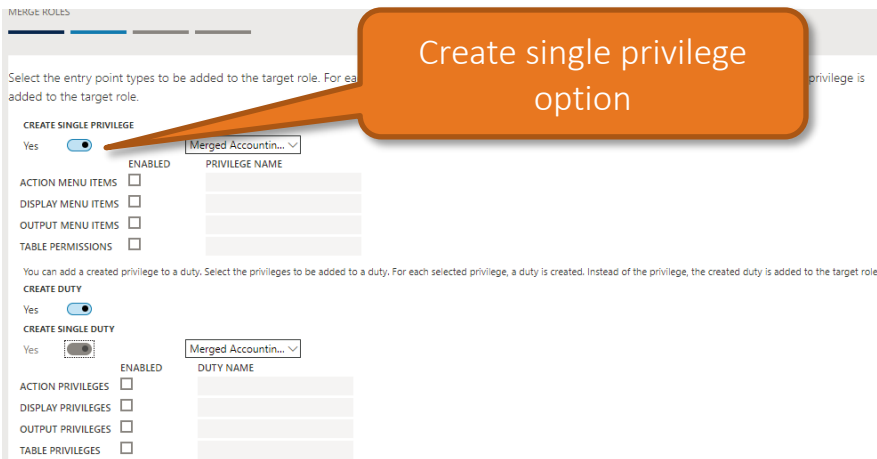 MERGE ROLES
Create single privilege
option
Select the entry point types to be added to the target role. For ea privilege is
added to the target role.
CREATE SINGLE PRIVILEGE
Yes Merged Accountin...
ENABLED PRIVILEGE NAME
ACTION MENU ITEMS
DISPLAY MENU ITEMS
OUTPUT MENU ITEMS
TABLE PERMISSIONS
You can add a created privilege to a duty. Select the privileges to be added to a duty. For each selected privilege, a duty is created. Instead of the privilege, the created duty is added to the target role
CREATE DUTY
Yes
CREATE SINGLE DUTY
Yes Merged Accountin...
ENABLED DUTY NAME
ACTION PRIVILEGES
DISPLAY PRIVILEGES
OUTPUT PRIVILEGES
TABLE PRIVILEGES